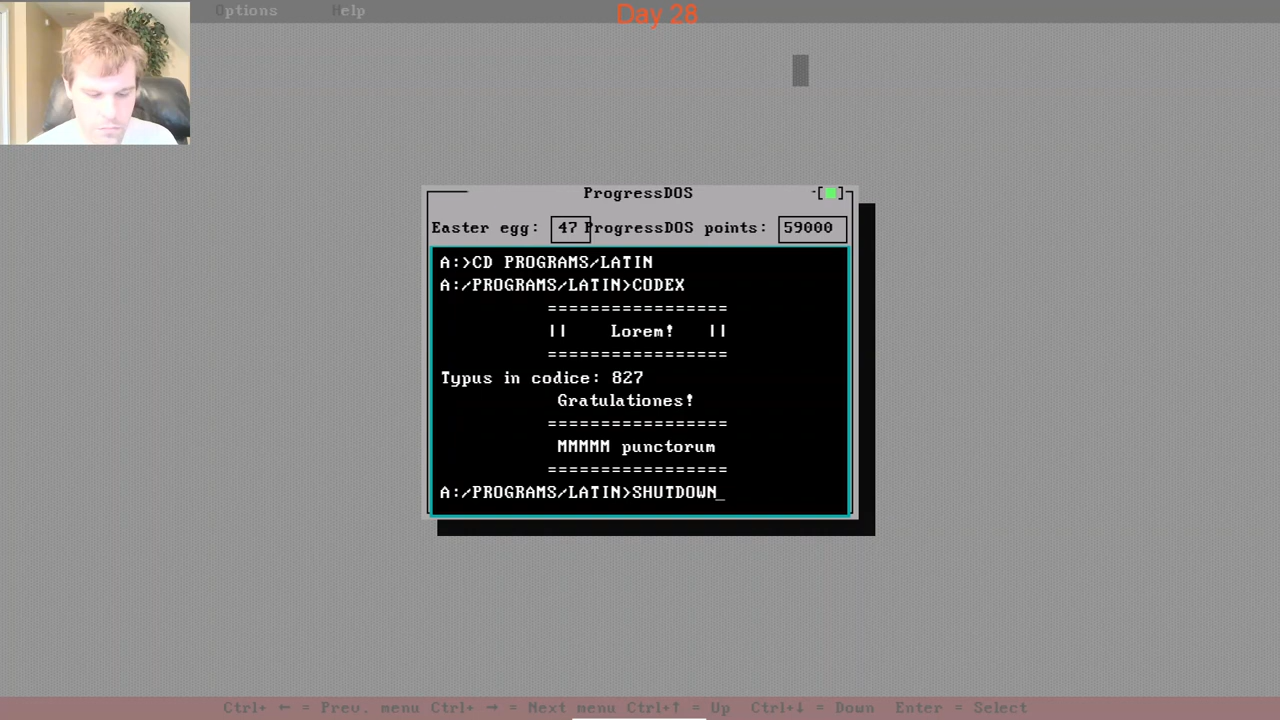 Options Help
Day 28
ProgressDOS
Easter egg: 47 ProgressDOS points: 59000
A:>CD PROGRAMS/LATIN
A:/PROGRAMS/LATIN>CODEX
=================
|| Lorem! ||
=================
Typus in codice: 827
Gratulationes!
=================
MMMMM punctorum
=================
A:/PROGRAMS/LATIN>SHUTDOWN_
Ctrl+ ← = Prev. menu Ctrl+ → = Next menu Ctrl+↑ = Up Ctrl+↓ = Down Enter = Select